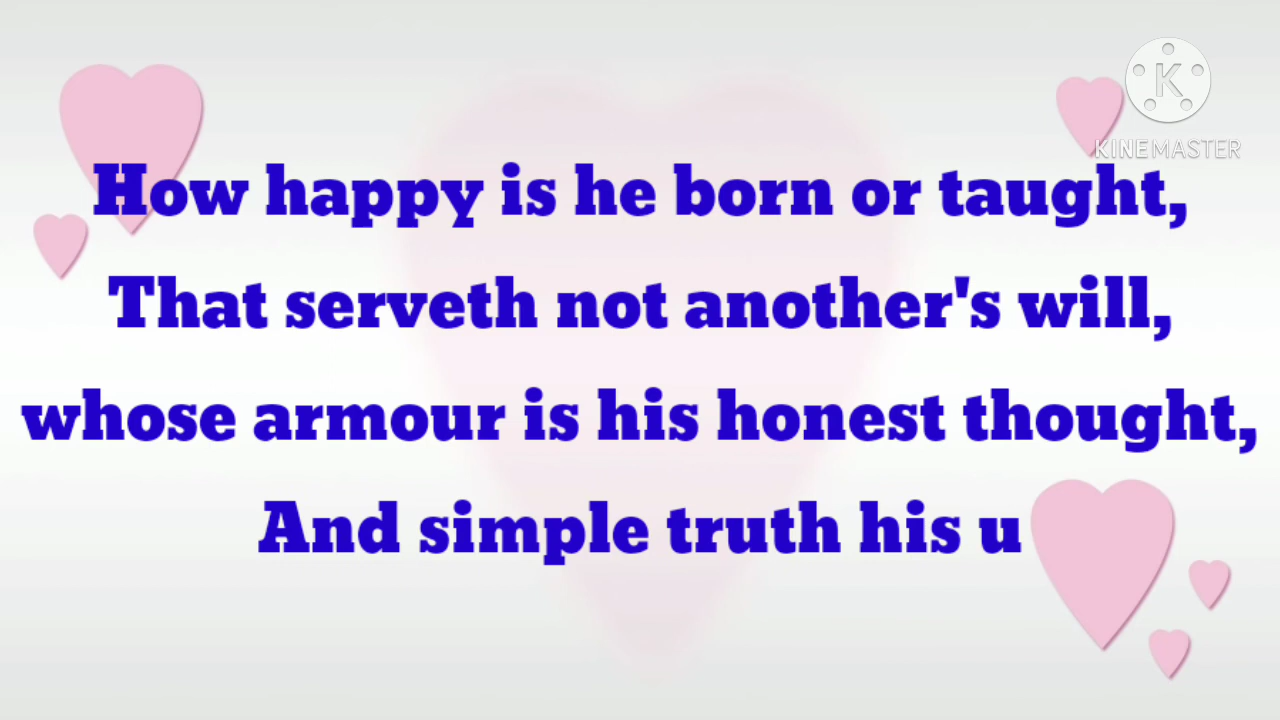 K
KINEMASTER
How happy is he born or taught,
That serveth not another's will,
whose armour is his honest thought,
And simple truth his u